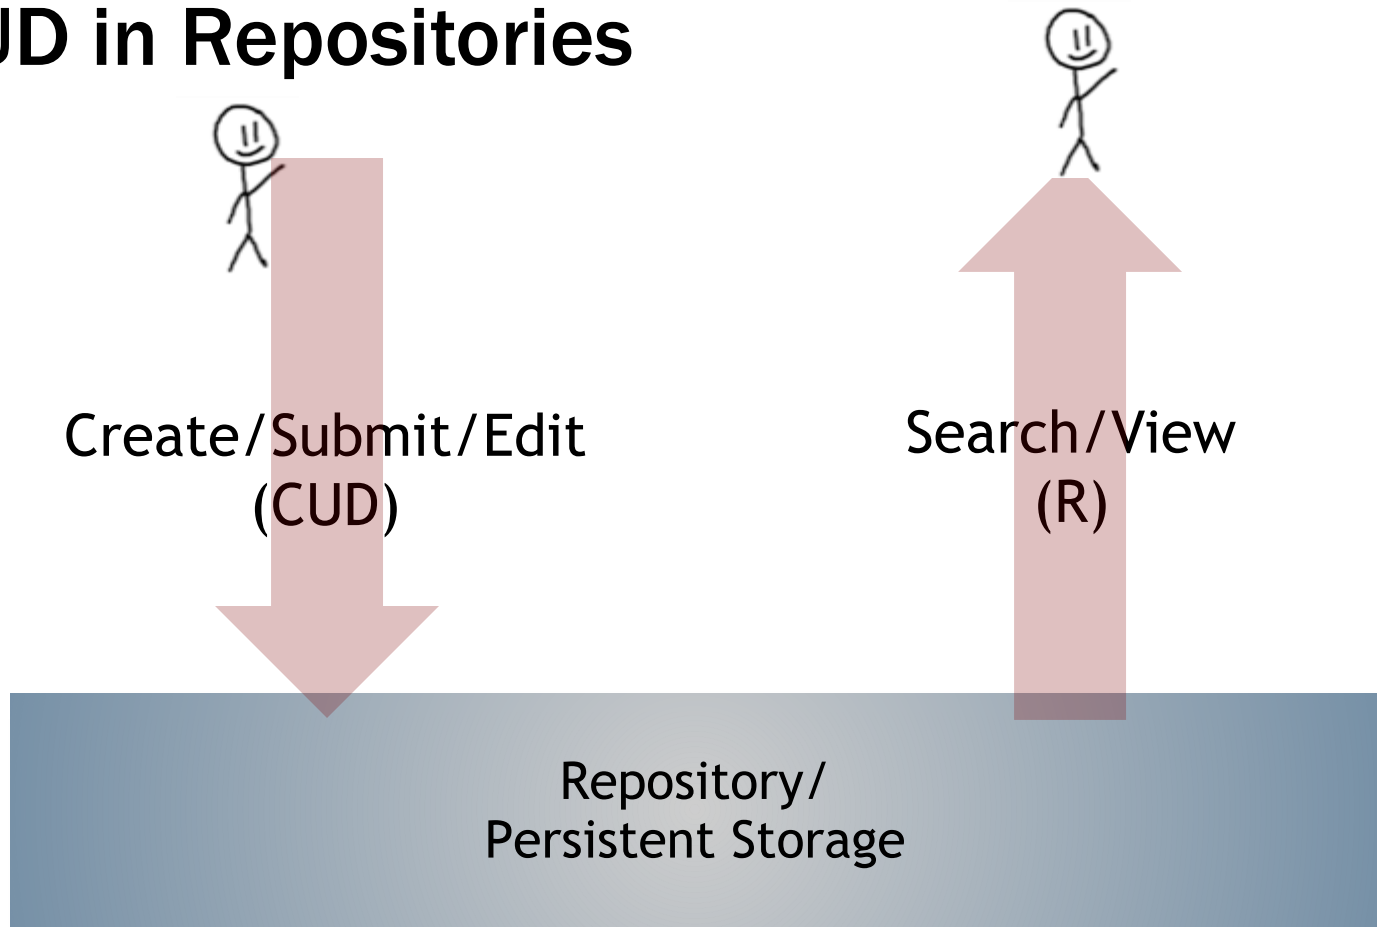 UD in Repositories
Create/Submit/Edit
(CUD)
Search/View
(R)
Repository/
Persistent Storage